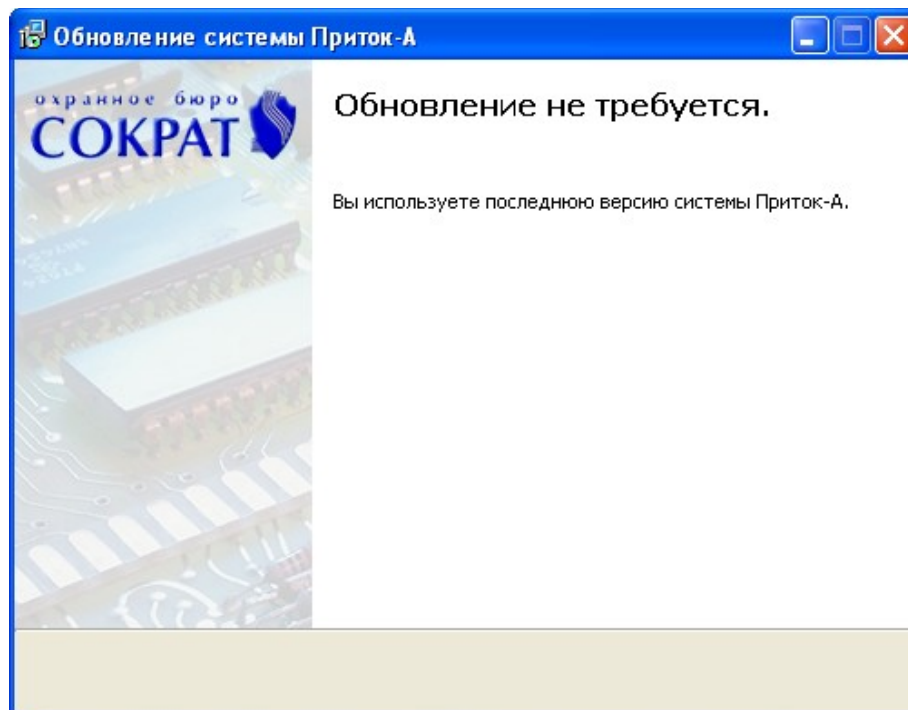 Обновление системы Приток-А
охранное бюро
СОКРАТ
Обновление не требуется.
Вы используете последнюю версию системы Приток-А.